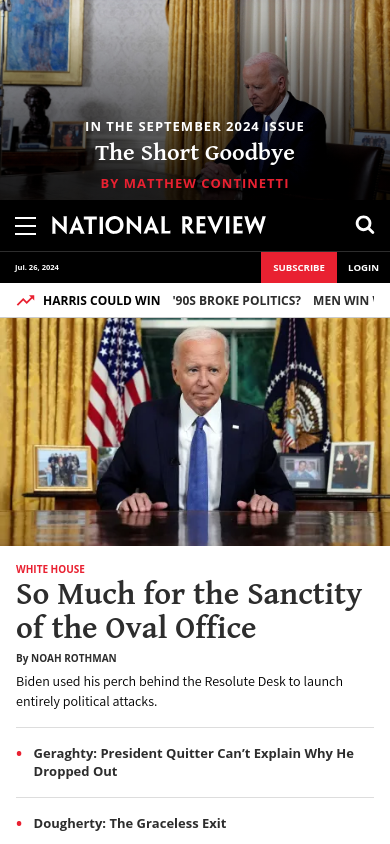 IN THE SEPTEMBER 2024 ISSUE
The Short Goodbye
BY MATTHEW CONTINETTI
NATIONAL REVIEW
Jul. 26, 2024
SUBSCRIBE
LOGIN
HARRIS COULD WIN
'90S BROKE POLITICS?
MEN WIN
WHITE HOUSE
So Much for the Sanctity
of the Oval Office
By NOAH ROTHMAN
Biden used his perch behind the Resolute Desk to launch
entirely political attacks.
Geraghty: President Quitter Can’t Explain Why He
Dropped Out
Dougherty: The Graceless Exit